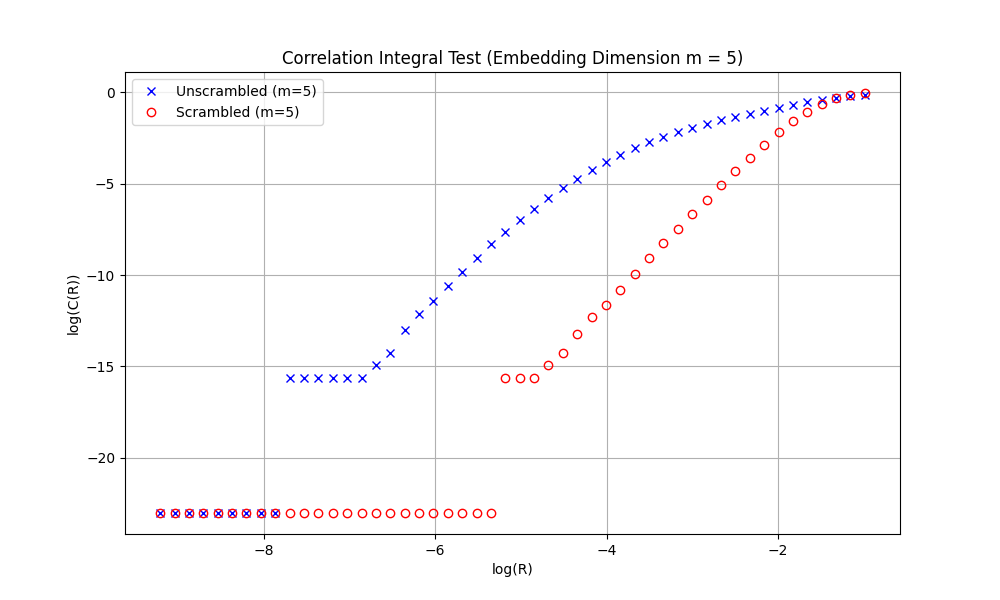 Correlation Integral Test (Embedding Dimension m = 5)
Unscrambled (m=5)
Scrambled (m=5)
0
−5
−10
−15
−20
log(C(R))
−8
−6
−4
−2
log(R)